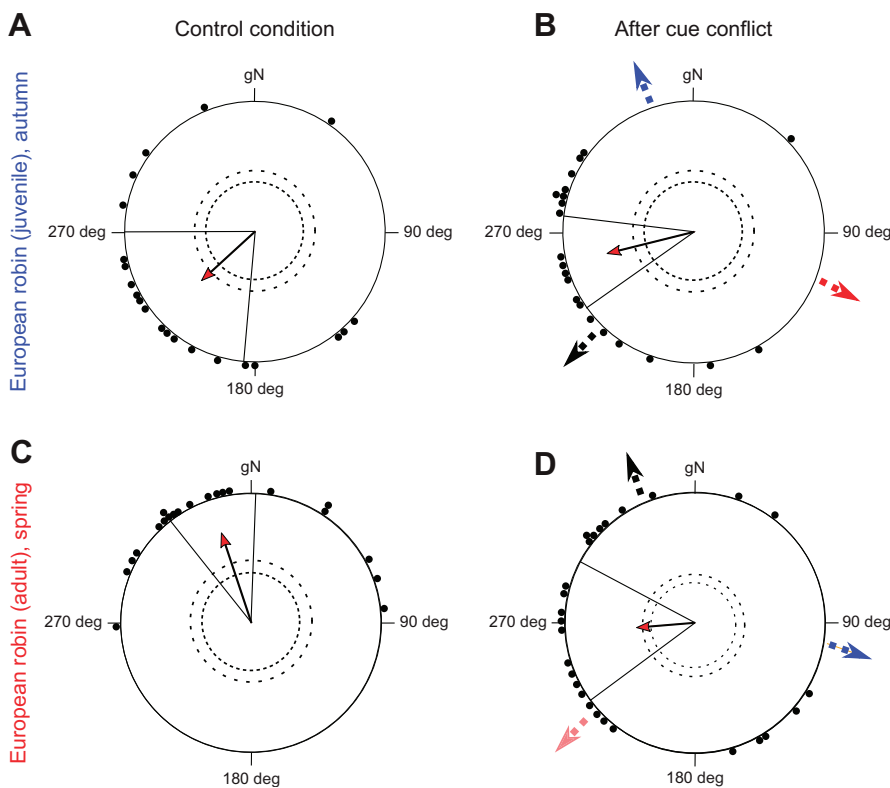 A
Control condition
B
After cue conflict
European robin (juvenile), autumn
gN
270 deg
90 deg
180 deg
gN
270 deg
90 deg
180 deg
C
D
European robin (adult), spring
gN
270 deg
90 deg
180 deg
gN
270 deg
90 deg
180 deg